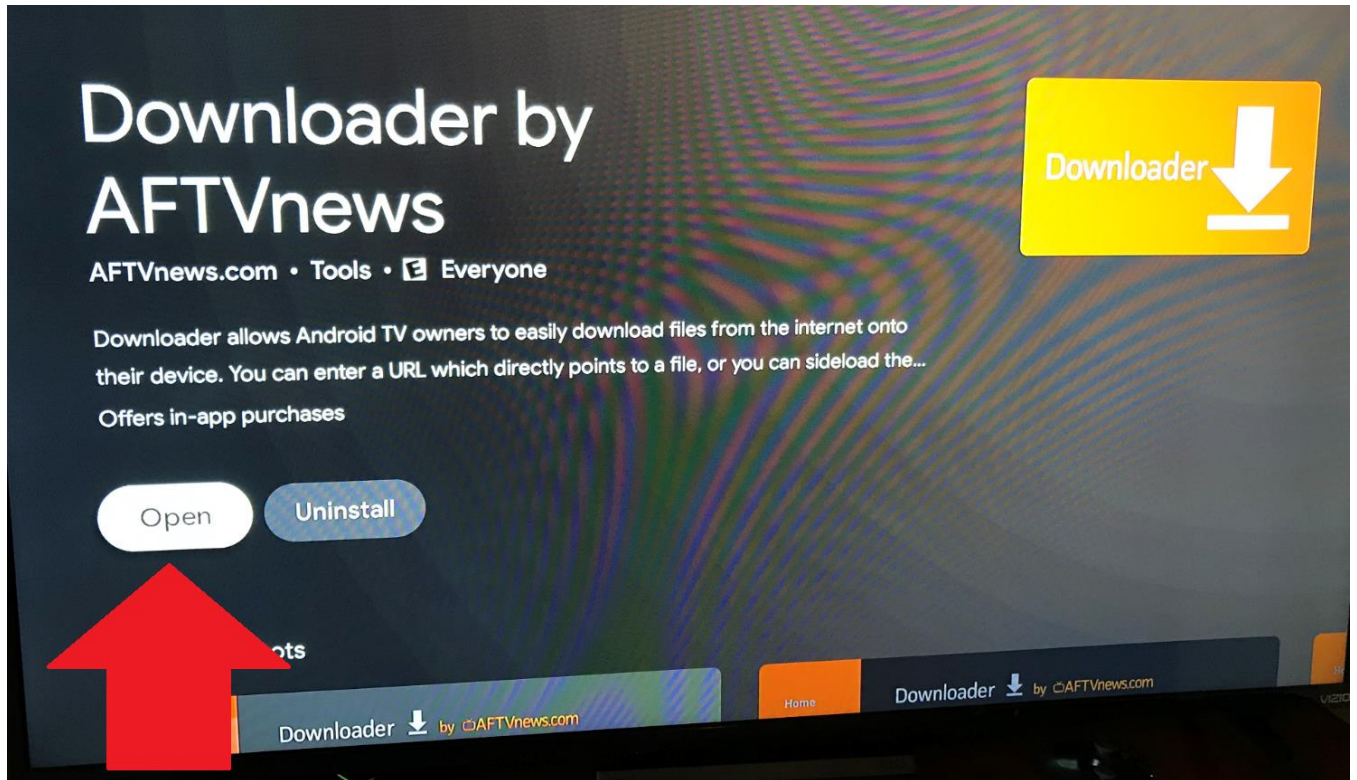 Downloader by
AFTVnews
Downloader
AFTVnews.com • Tools • E Everyone
Downloader allows Android TV owners to easily download files from the internet onto
their device. You can enter a URL which directly points to a file, or you can sideload the...
Offers in-app purchases
Open
Uninstall
ots
Downloader by AFTVnews.com
Home
Downloader by AFTVnews.com
VIZIO